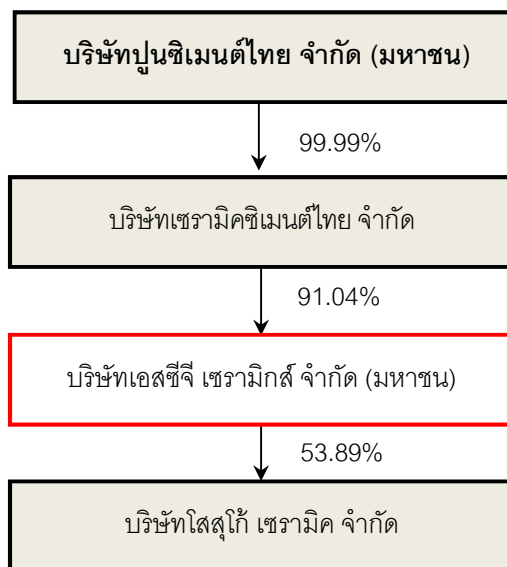 บริษัทปูนซิเมนต์ไทย จำกัด (มหาชน)
99.99%
บริษัทเซรามิคซิเมนต์ไทย จำกัด
91.04%
บริษัทเอสซีจี เซรามิกส์ จำกัด (มหาชน)
53.89%
บริษัทโสสุโก้ เซรามิค จำกัด